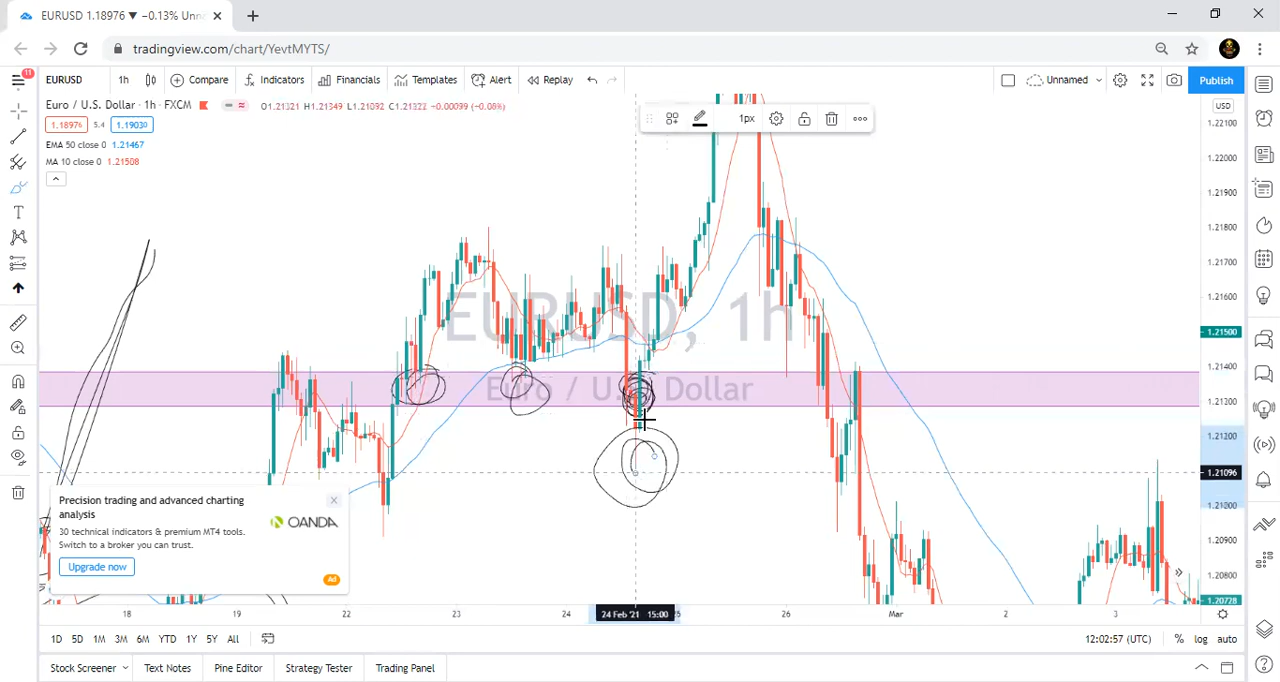 EURUSD 1.18976 ▼ −0.13% Unn
tradingview.com/chart/YevtMYTS/
11
EURUSD 1h Compare Indicators Financials Templates Alert Replay Unnamed Publish
Euro / U.S. Dollar · 1h · FXCM O1.21321 H1.21349 L1.21092 C1.21322 −0.00099 (−0.08%)
1.18976 5.4 1.19030
EMA 50 close 0 1.21467
MA 10 close 0 1.21508
1px
USD
1.22100
1.22000
1.21900
1.21800
1.21700
1.21600
1.21500
1.21400
1.21300
1.21200
1.21096
1.21000
1.20900
1.20800
1.20728
EURUSD, 1h
Euro / U.S. Dollar
Precision trading and advanced charting
analysis
30 technical indicators & premium MT4 tools.
Switch to a broker you can trust.
OANDA
Upgrade now
Ad
18 19 22 23 24 24 Feb '21 15:00 25 26 Mar 2 3
1D 5D 1M 3M 6M YTD 1Y 5Y All 12:02:57 (UTC) % log auto
Stock Screener Text Notes Pine Editor Strategy Tester Trading Panel